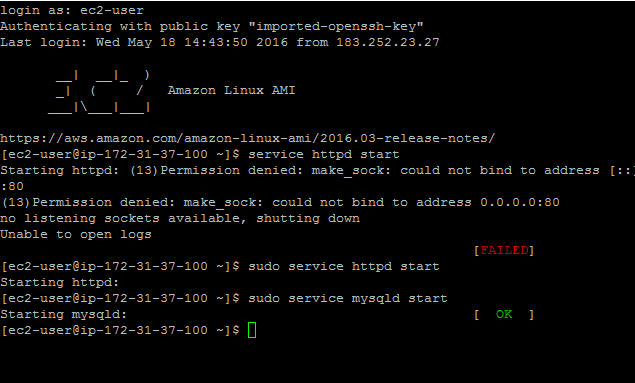 login as: ec2-user
Authenticating with public key "imported-openssh-key"
Last login: Wed May 18 14:43:50 2016 from 183.252.23.27
__|  __|_  )
_|  (     /   Amazon Linux AMI
___|\___|___|
https://aws.amazon.com/amazon-linux-ami/2016.03-release-notes/
[ec2-user@ip-172-31-37-100 ~]$ service httpd start
Starting httpd: (13)Permission denied: make_sock: could not bind to address [::]
:80
(13)Permission denied: make_sock: could not bind to address 0.0.0.0:80
no listening sockets available, shutting down
Unable to open logs
[FAILED]
[ec2-user@ip-172-31-37-100 ~]$ sudo service httpd start
Starting httpd:
[ec2-user@ip-172-31-37-100 ~]$ sudo service mysqld start
Starting mysqld:                                           [  OK  ]
[ec2-user@ip-172-31-37-100 ~]$